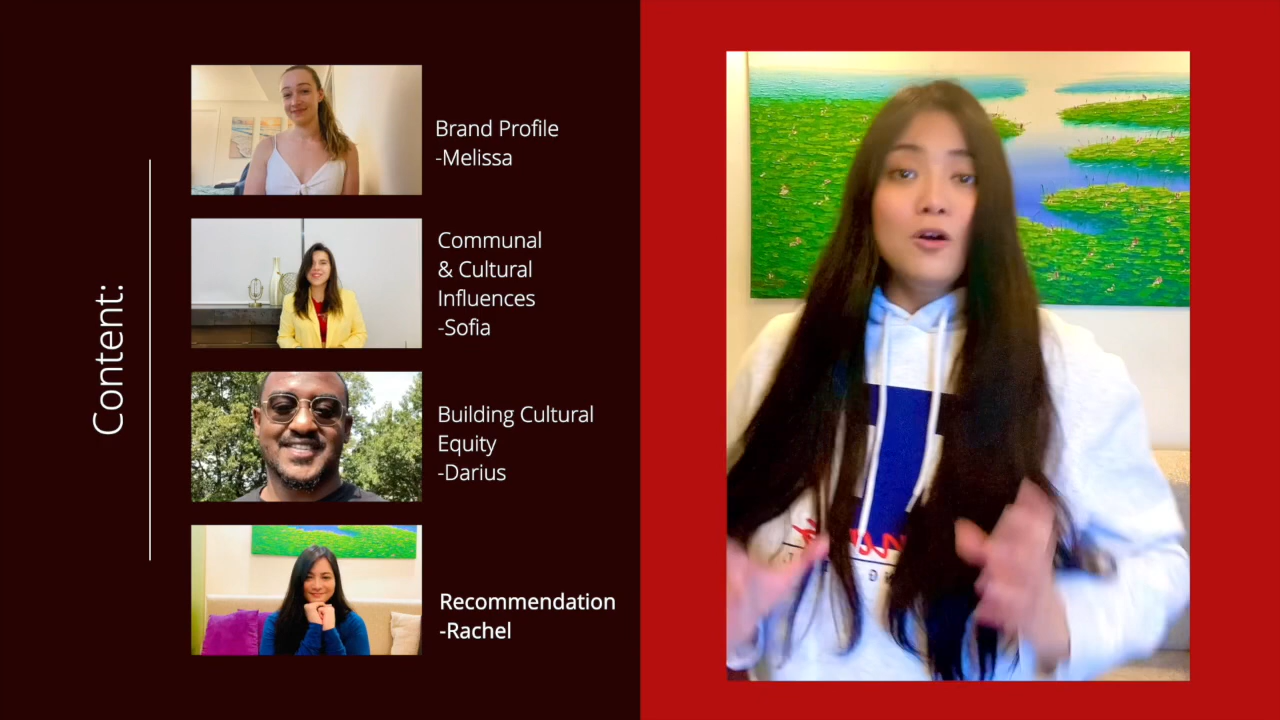 Content:
Brand Profile
-Melissa
Communal
& Cultural
Influences
-Sofia
Building Cultural
Equity
-Darius
Recommendation
-Rachel